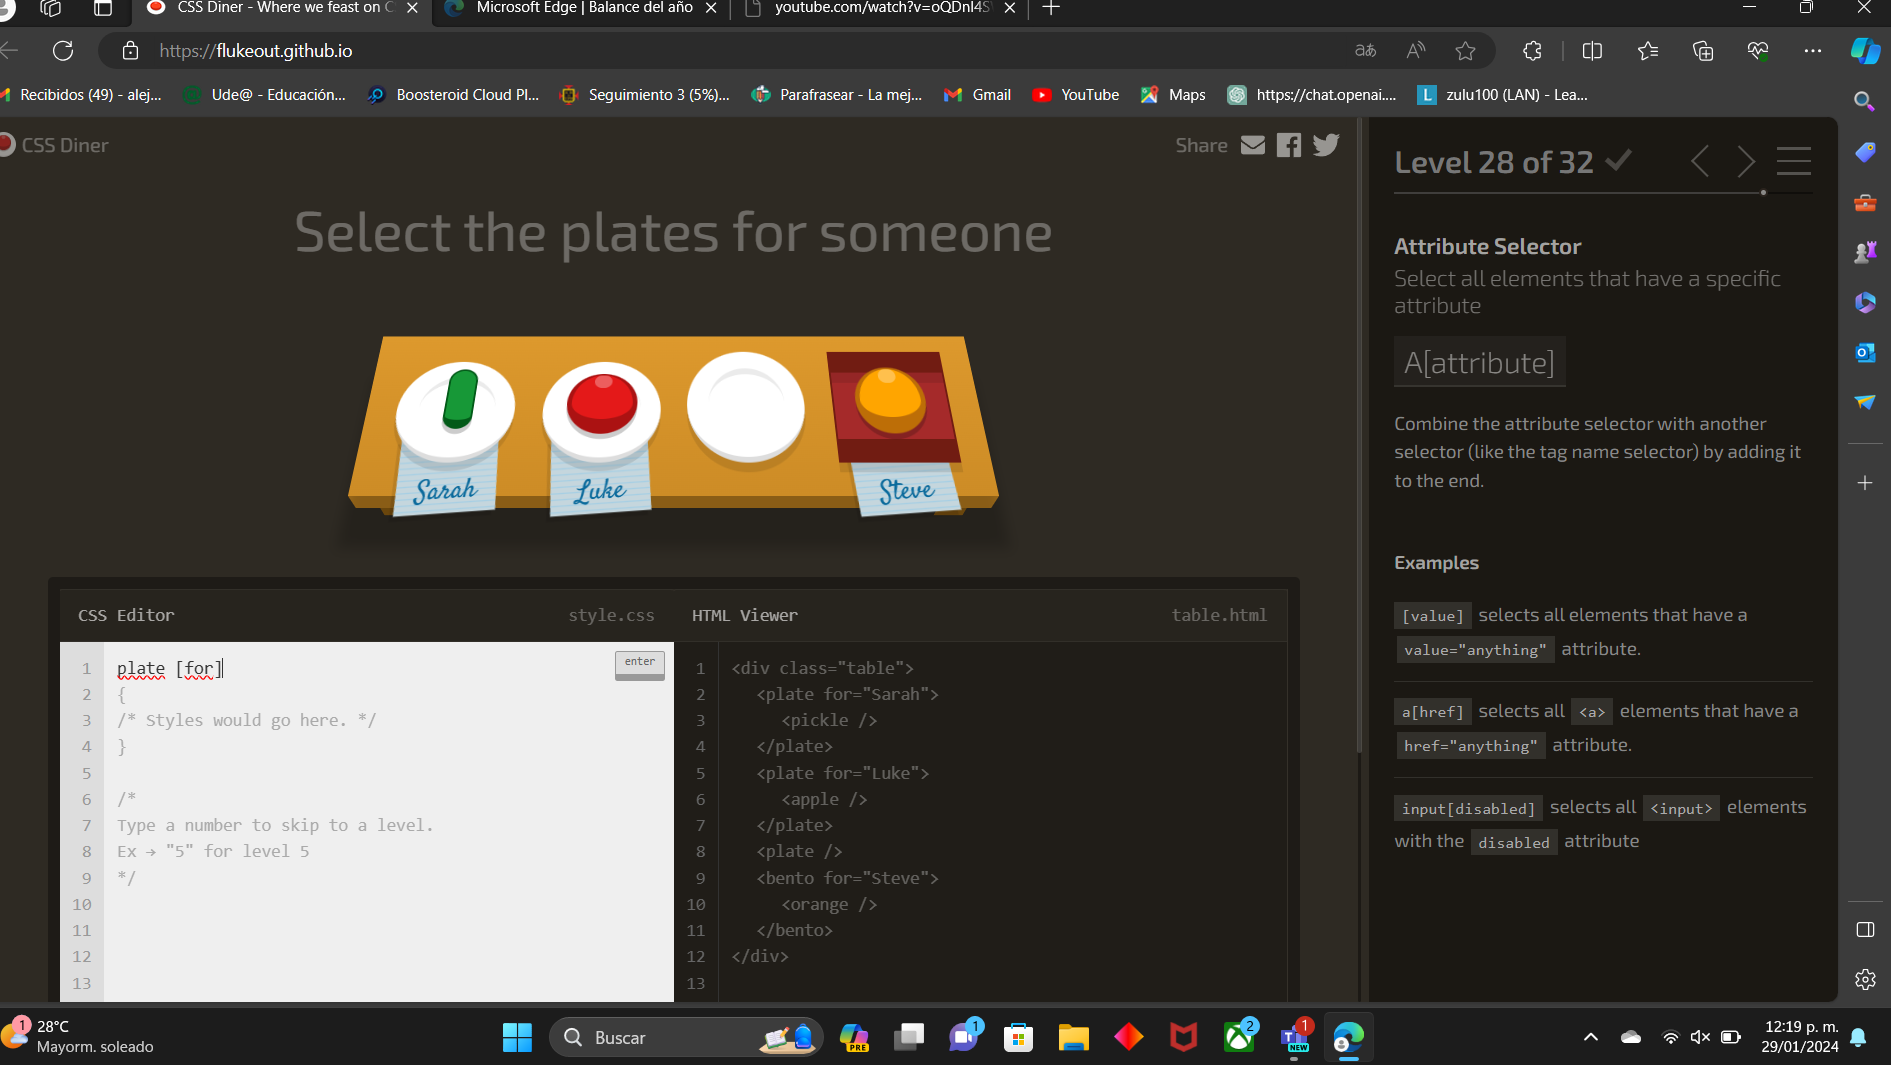 CSS Diner - Where we feast on C
Microsoft Edge | Balance del año
youtube.com/watch?v=oQDnl4S
https://flukeout.github.io
Recibidos (49) - alej...
Ude@ - Educación...
Boosteroid Cloud Pl...
Seguimiento 3 (5%)...
Parafrasear - La mej...
Gmail
YouTube
Maps
https://chat.openai....
L zulu100 (LAN) - Lea...
CSS Diner
Share
Select the plates for someone
Sarah
Luke
Steve
CSS Editor
style.css
1 plate [for]
enter
2 {
3 /* Styles would go here. */
4 }
5
6 /*
7 Type a number to skip to a level.
8 Ex → "5" for level 5
9 */
10
11
12
13
HTML Viewer
table.html
1 <div class="table">
2 <plate for="Sarah">
3 <pickle />
4 </plate>
5 <plate for="Luke">
6 <apple />
7 </plate>
8 <plate />
9 <bento for="Steve">
10 <orange />
11 </bento>
12 </div>
13
Level 28 of 32
Attribute Selector
Select all elements that have a specific
attribute
A[attribute]
Combine the attribute selector with another
selector (like the tag name selector) by adding it
to the end.
Examples
[value] selects all elements that have a
value="anything" attribute.
a[href] selects all <a> elements that have a
href="anything" attribute.
input[disabled] selects all <input> elements
with the disabled attribute
1
28°C
Mayorm. soleado
Buscar
PRE
1
2
1
NEW
12:19 p. m.
29/01/2024